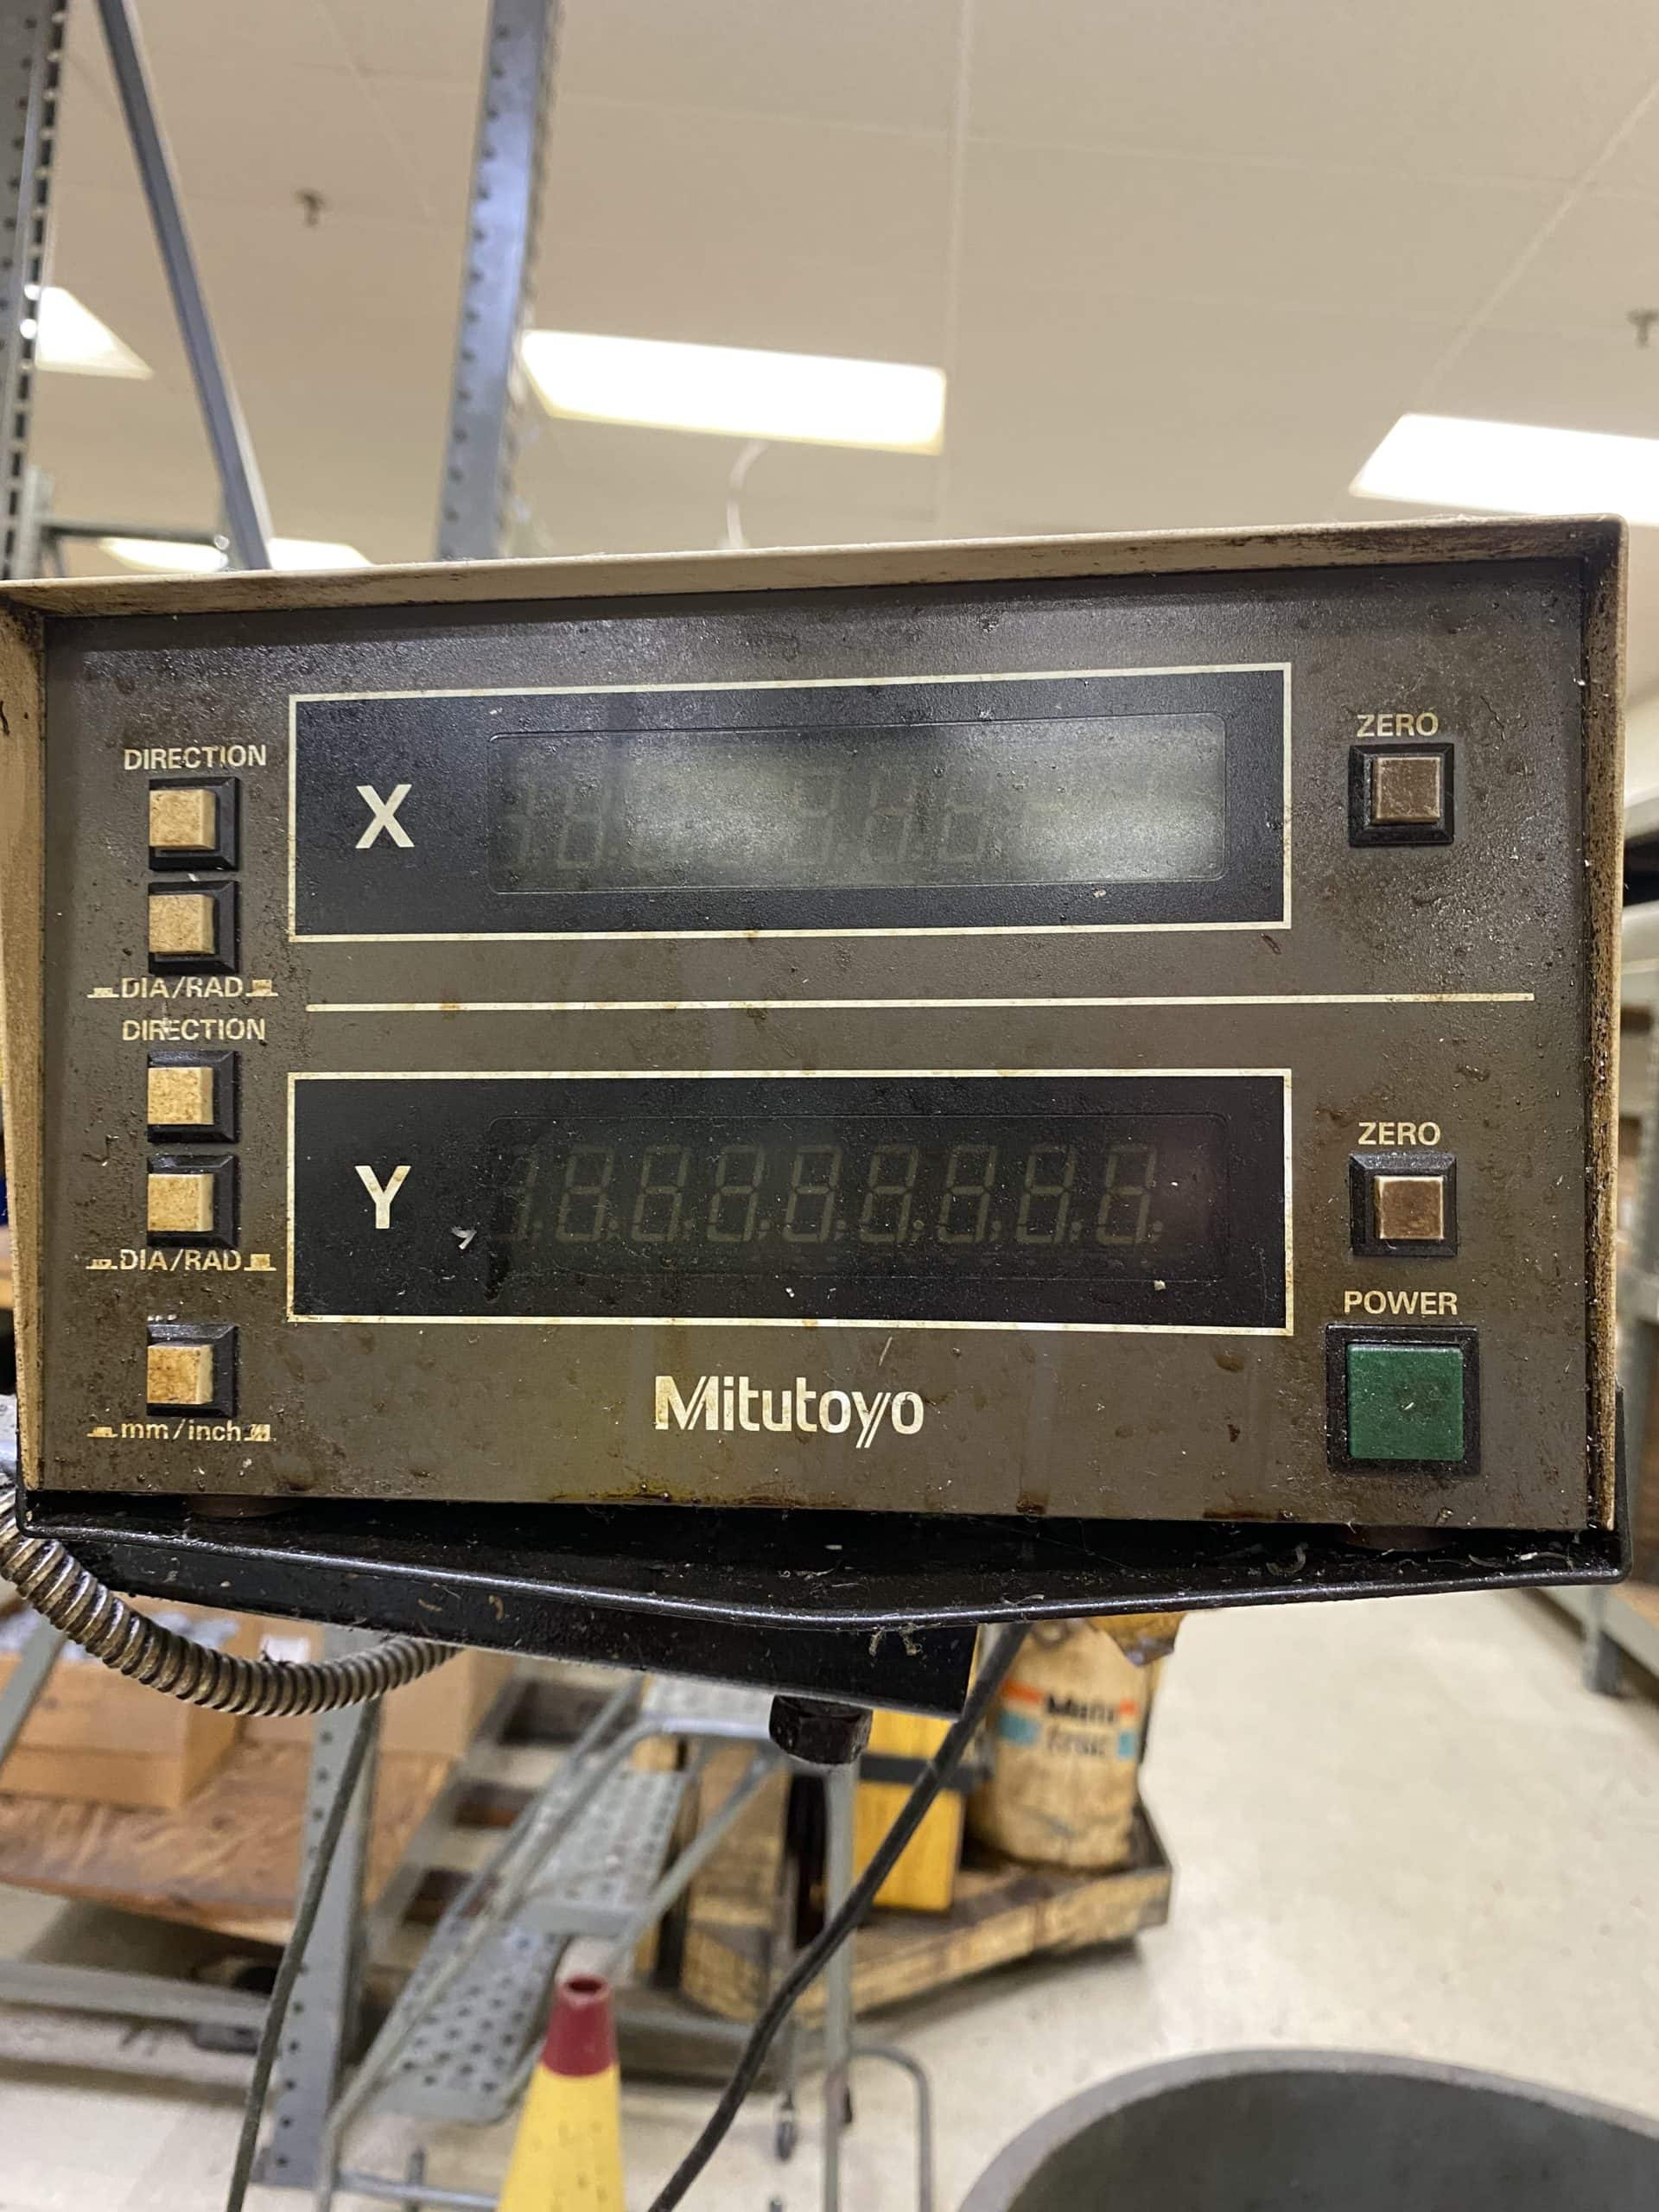 DIRECTION
X
ZERO
DIA/RAD
DIRECTION
Y
ZERO
DIA/RAD
POWER
Mitutoyo
mm/inch